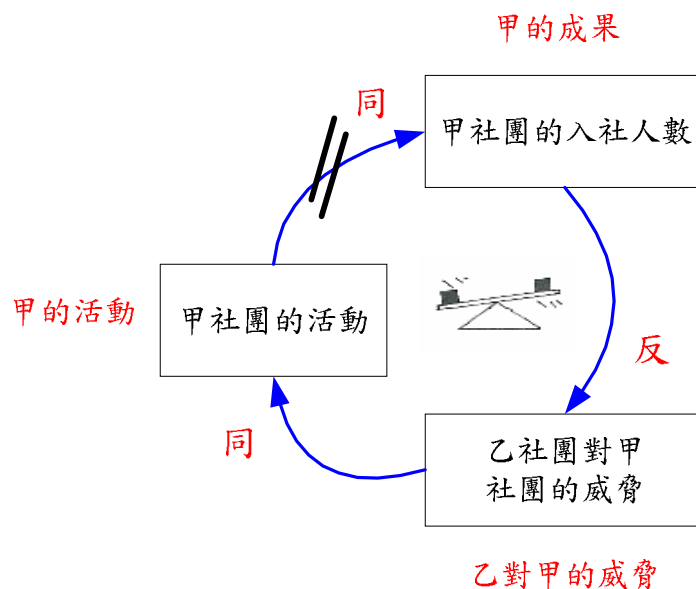 甲的成果
同
甲社團的入社人數
甲的活動
甲社團的活動
反
同
乙社團對甲
社團的威脅
乙對甲的威脅